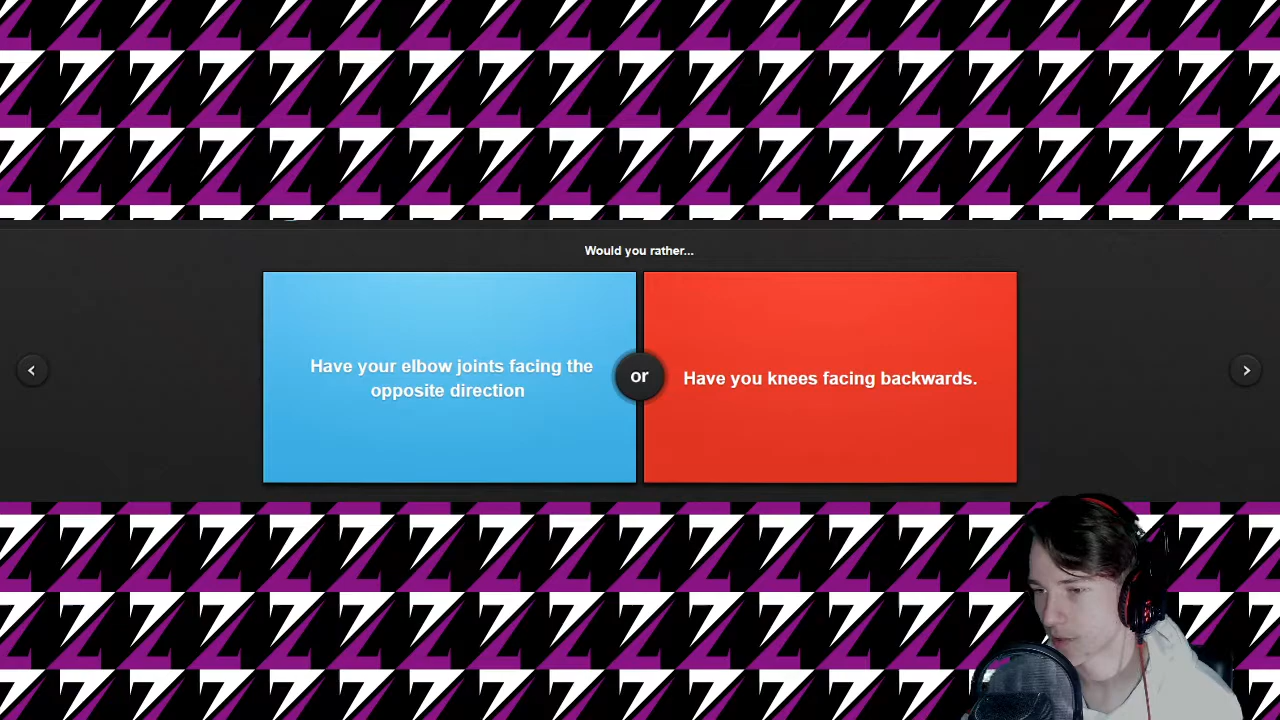 Would you rather...
Have your elbow joints facing the
opposite direction
or
Have you knees facing backwards.